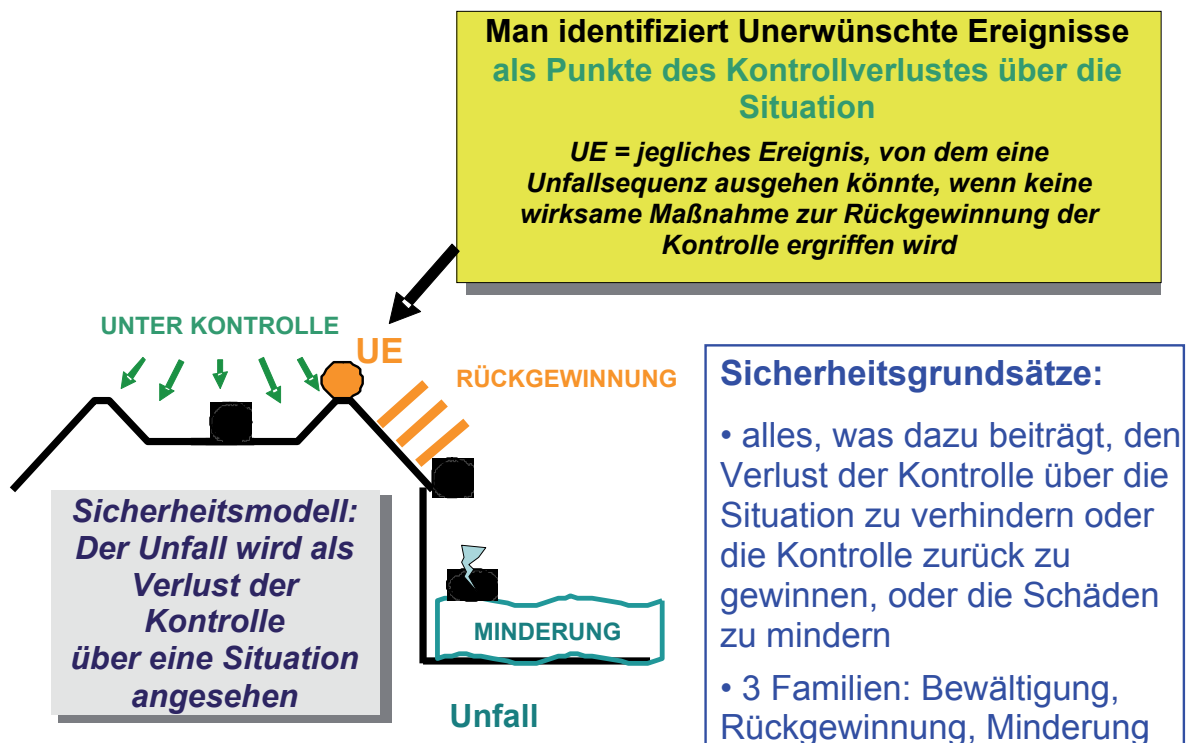 Man identifiziert Unerwünschte Ereignisse
als Punkte des Kontrollverlustes über die
Situation
UE = jegliches Ereignis, von dem eine
Unfallsequenz ausgehen könnte, wenn keine
wirksame Maßnahme zur Rückgewinnung der
Kontrolle ergriffen wird
UNTER KONTROLLE
UE
RÜCKGEWINNUNG
Sicherheitsmodell:
Der Unfall wird als
Verlust der
Kontrolle
über eine Situation
angesehen
MINDERUNG
Unfall
Sicherheitsgrundsätze:
• alles, was dazu beiträgt, den
Verlust der Kontrolle über die
Situation zu verhindern oder
die Kontrolle zurück zu
gewinnen, oder die Schäden
zu mindern
• 3 Familien: Bewältigung,
Rückgewinnung, Minderung